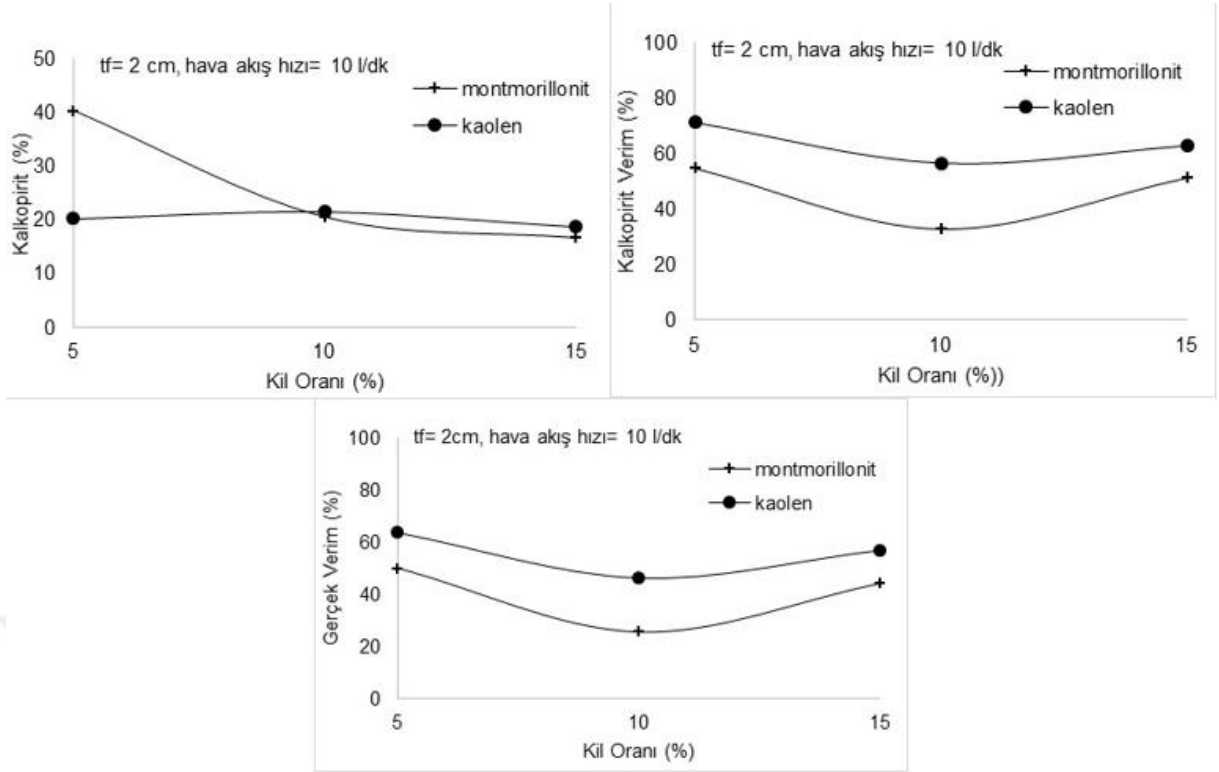 tf= 2 cm, hava akış hızı= 10 l/dk
montmorillonit
kaolen
Kalkopirit (%)
50
40
30
20
10
0
5
10
15
Kil Oranı (%)
tf= 2 cm, hava akış hızı= 10 l/dk
montmorillonit
kaolen
Kalkopirit Verim (%)
100
80
60
40
20
0
5
10
15
Kil Oranı (%))
tf= 2cm, hava akış hızı= 10 l/dk
montmorillonit
kaolen
Gerçek Verim (%)
100
80
60
40
20
0
5
10
15
Kil Oranı (%)